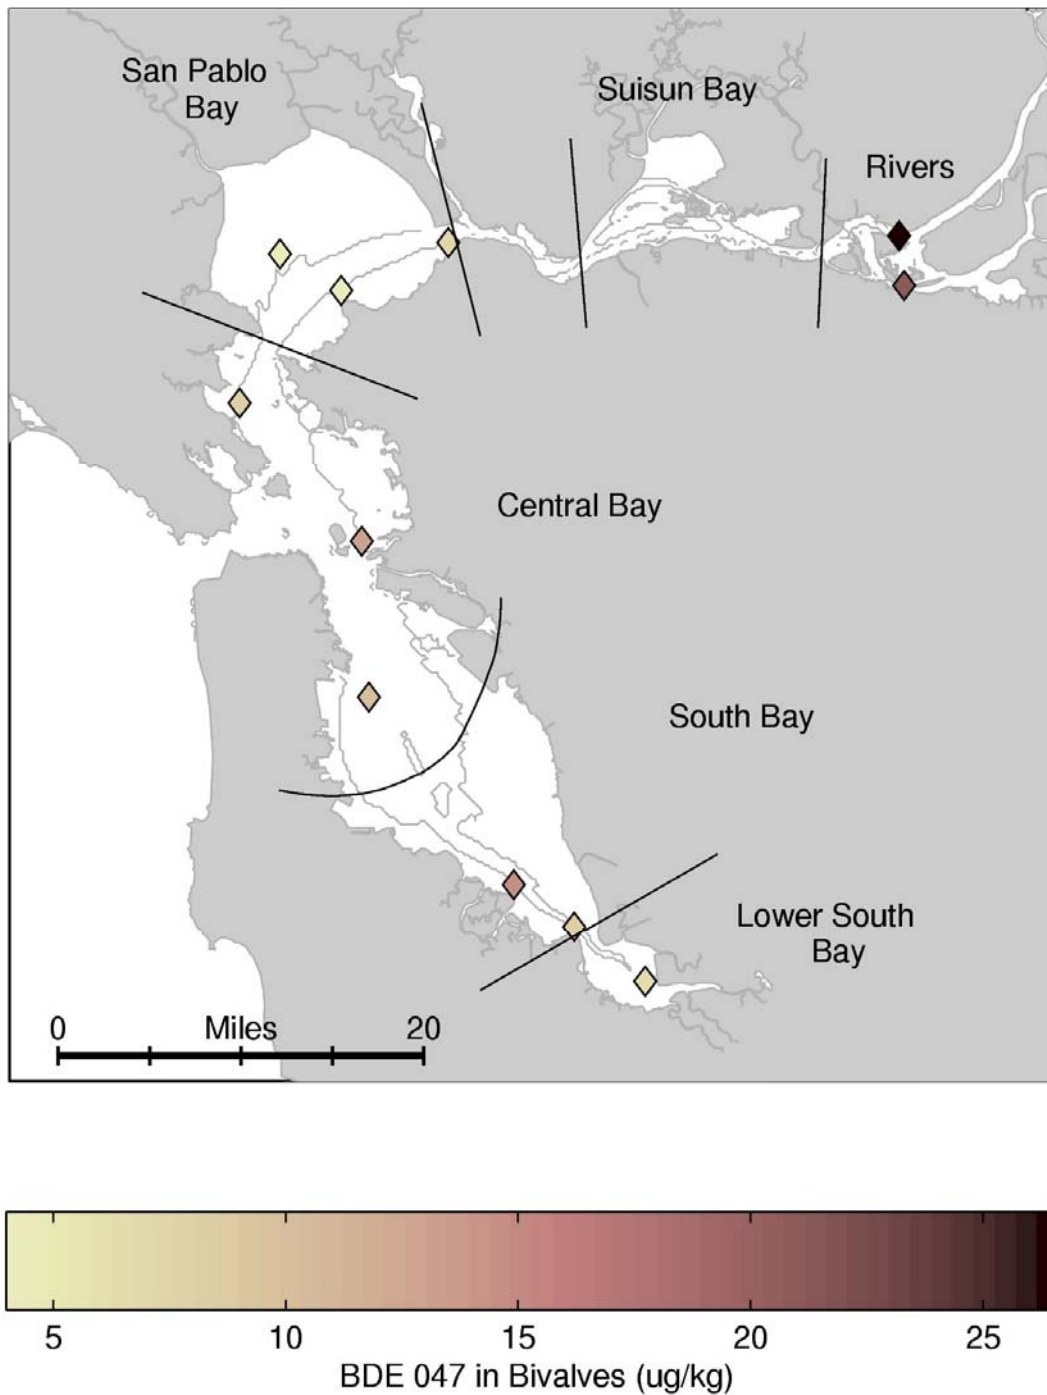 San Pablo
Bay
Suisun Bay
Rivers
Central Bay
South Bay
Lower South
Bay
0 Miles 20
5 10 15 20 25
BDE 047 in Bivalves (ug/kg)